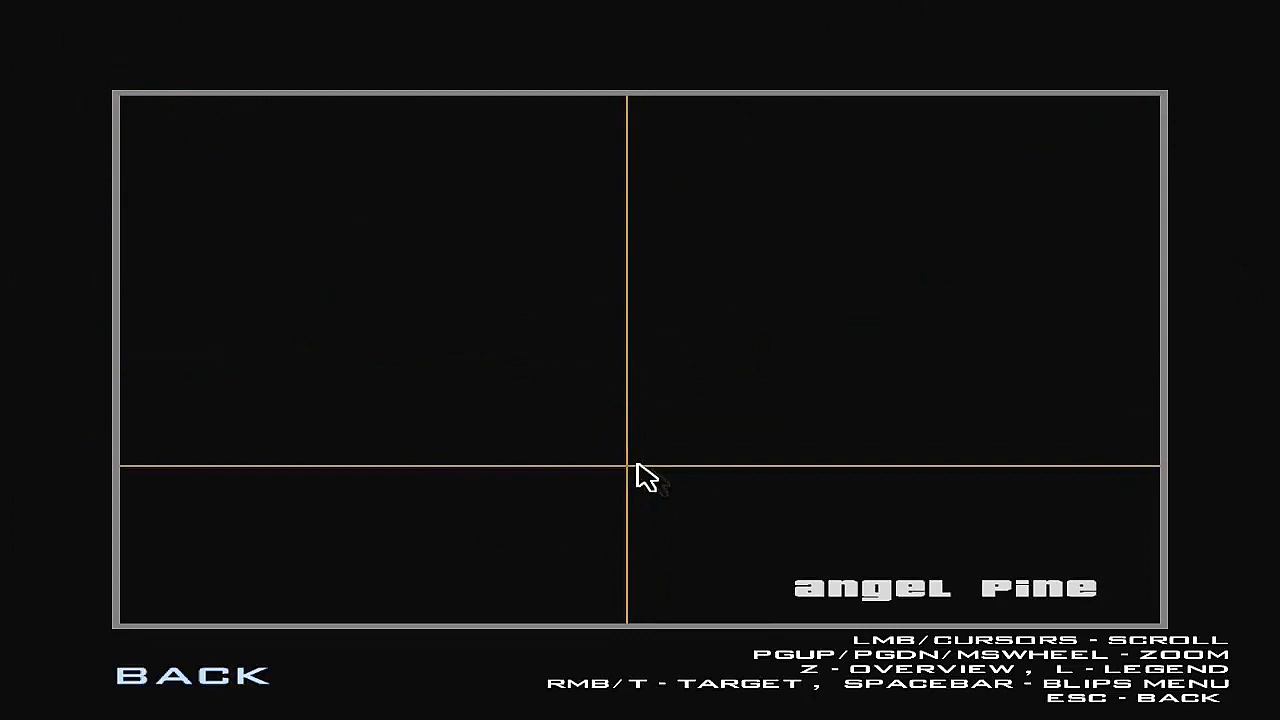 angel pine
LMB/CURSORS - SCROLL
PGUP/PGDN/MSWHEEL - ZOOM
Z - OVERVIEW , L - LEGEND
RMB/T - TARGET , SPACEBAR - BLIPS MENU
ESC - BACK
BACK